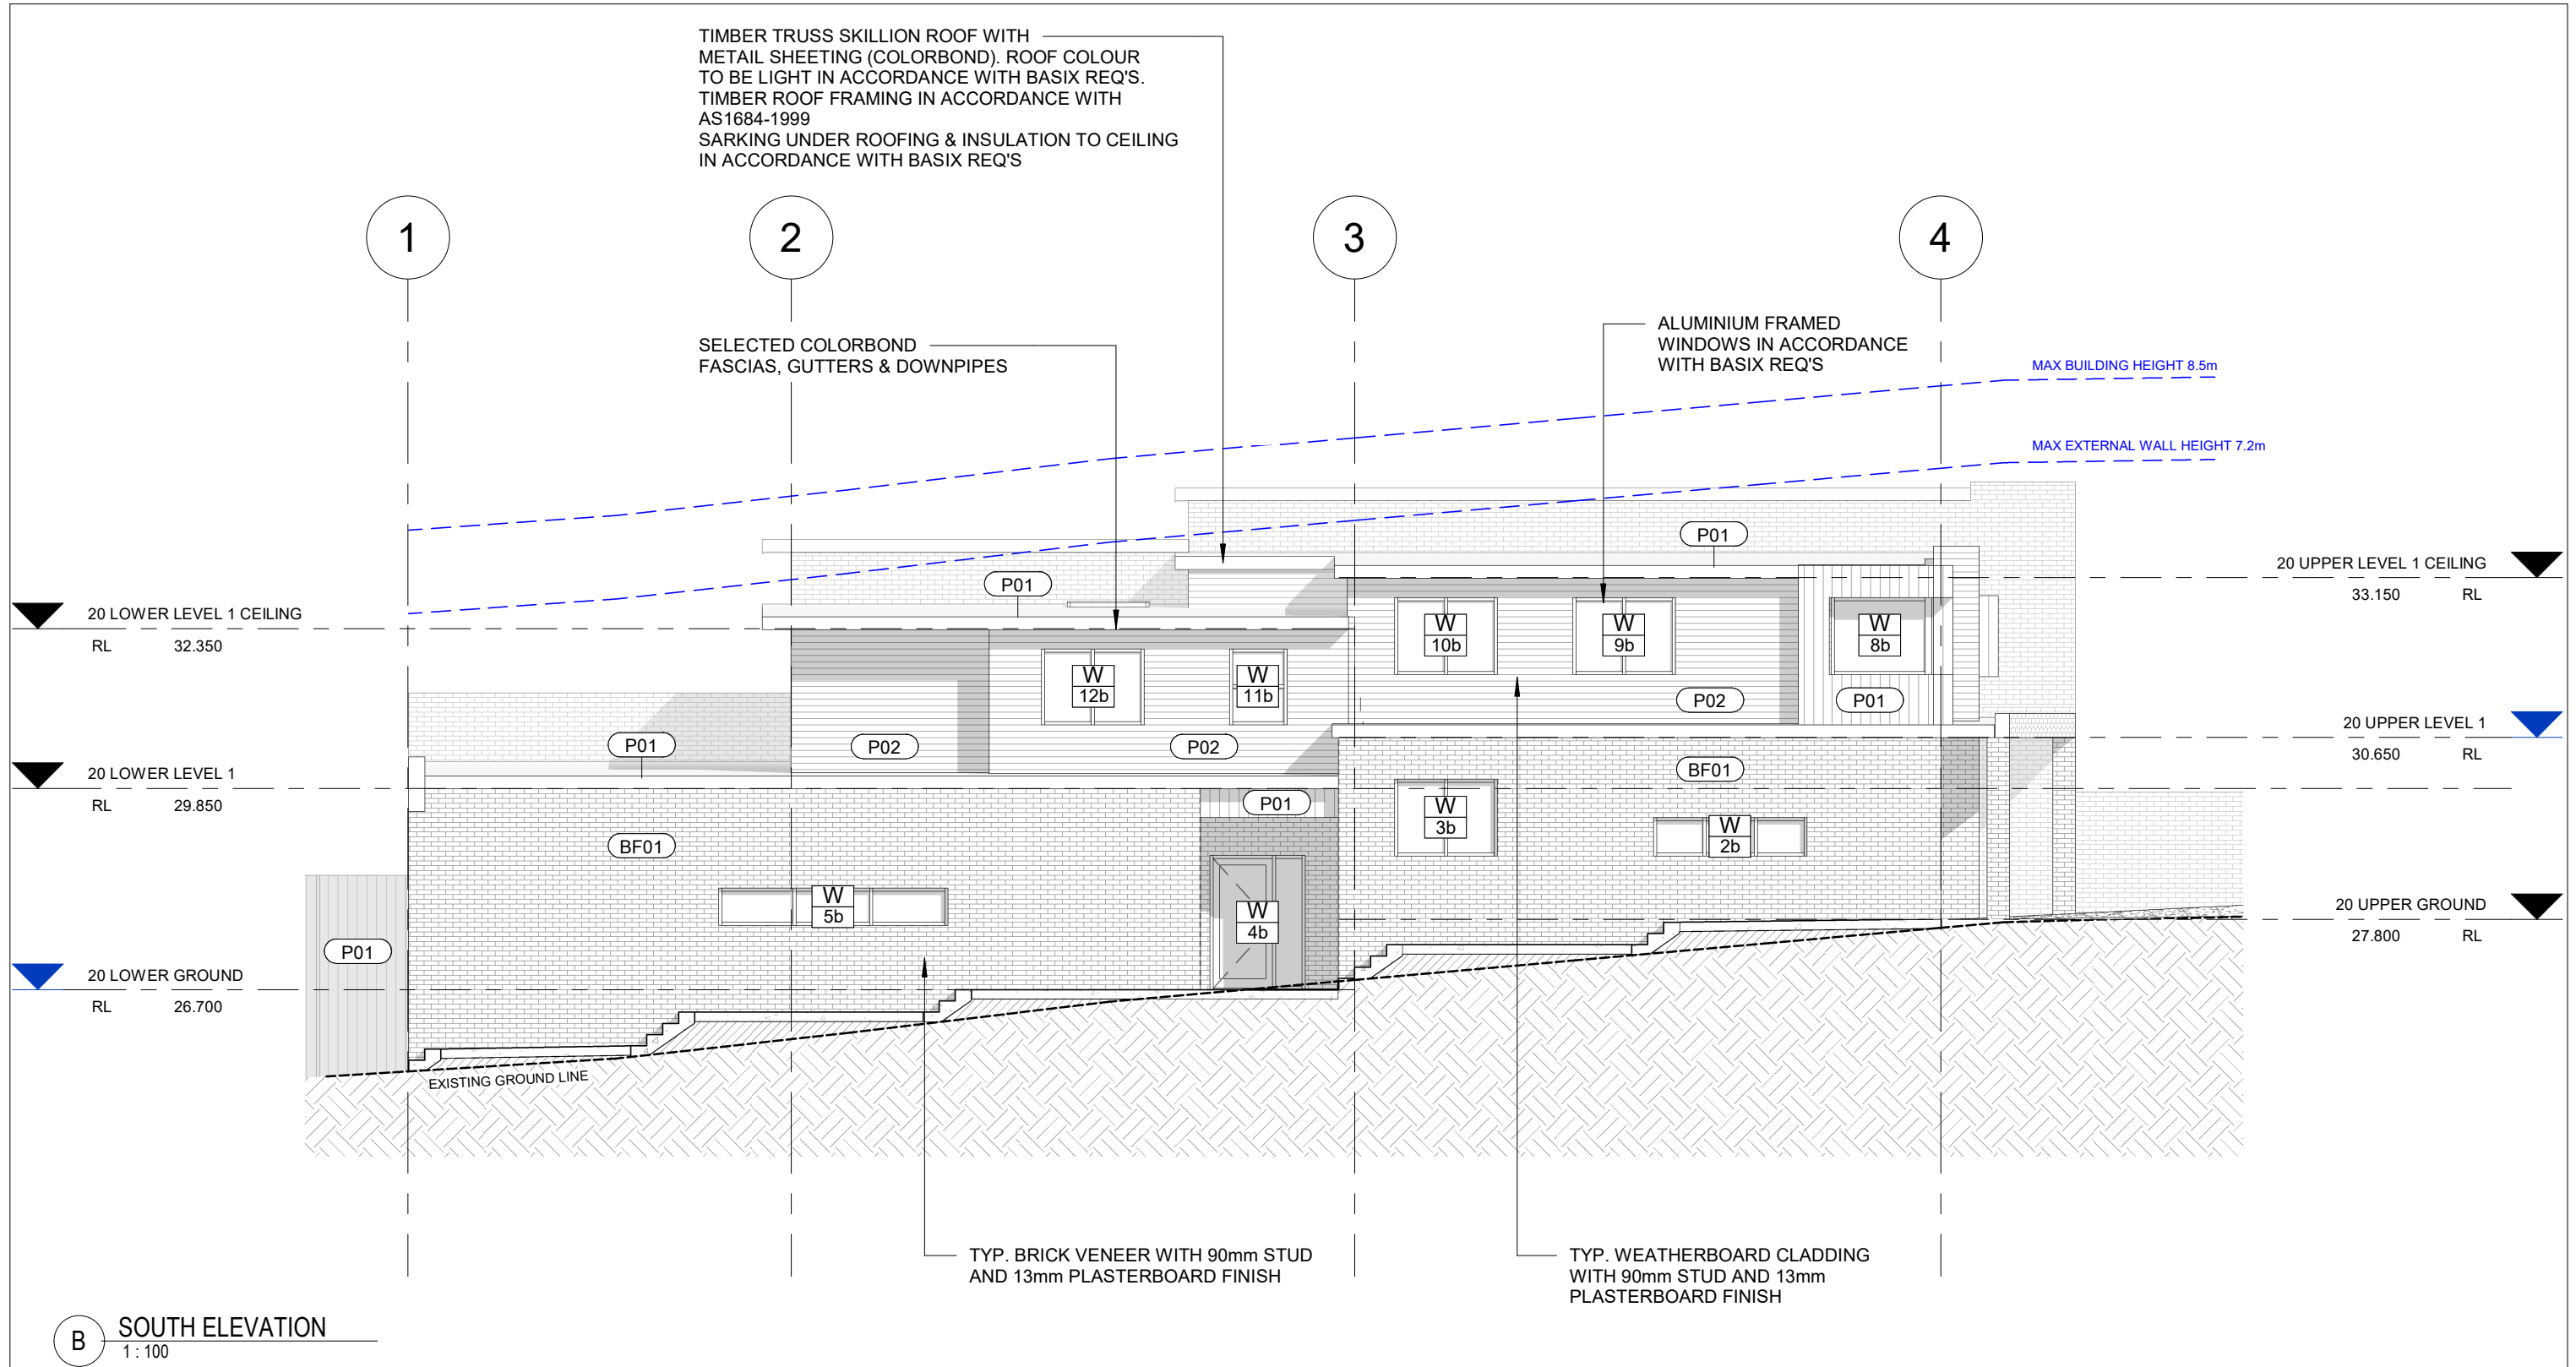 TIMBER TRUSS SKILLION ROOF WITH
METAIL SHEETING (COLORBOND). ROOF COLOUR
TO BE LIGHT IN ACCORDANCE WITH BASIX REQ'S.
TIMBER ROOF FRAMING IN ACCORDANCE WITH
AS1684-1999
SARKING UNDER ROOFING & INSULATION TO CEILING
IN ACCORDANCE WITH BASIX REQ'S
1
2
3
4
SELECTED COLORBOND
FASCIAS, GUTTERS & DOWNPIPES
ALUMINIUM FRAMED
WINDOWS IN ACCORDANCE
WITH BASIX REQ'S
MAX BUILDING HEIGHT 8.5m
MAX EXTERNAL WALL HEIGHT 7.2m
P01
P01
20 UPPER LEVEL 1 CEILING
33.150 RL
20 LOWER LEVEL 1 CEILING
RL 32.350
W
10b
W
9b
W
8b
W
12b
W
11b
P02
P01
P01
P02
P02
20 UPPER LEVEL 1
30.650 RL
20 LOWER LEVEL 1
RL 29.850
BF01
P01
W
3b
W
2b
BF01
W
5b
W
4b
20 UPPER GROUND
27.800 RL
P01
20 LOWER GROUND
RL 26.700
EXISTING GROUND LINE
TYP. BRICK VENEER WITH 90mm STUD
AND 13mm PLASTERBOARD FINISH
TYP. WEATHERBOARD CLADDING
WITH 90mm STUD AND 13mm
PLASTERBOARD FINISH
B
SOUTH ELEVATION
1 : 100